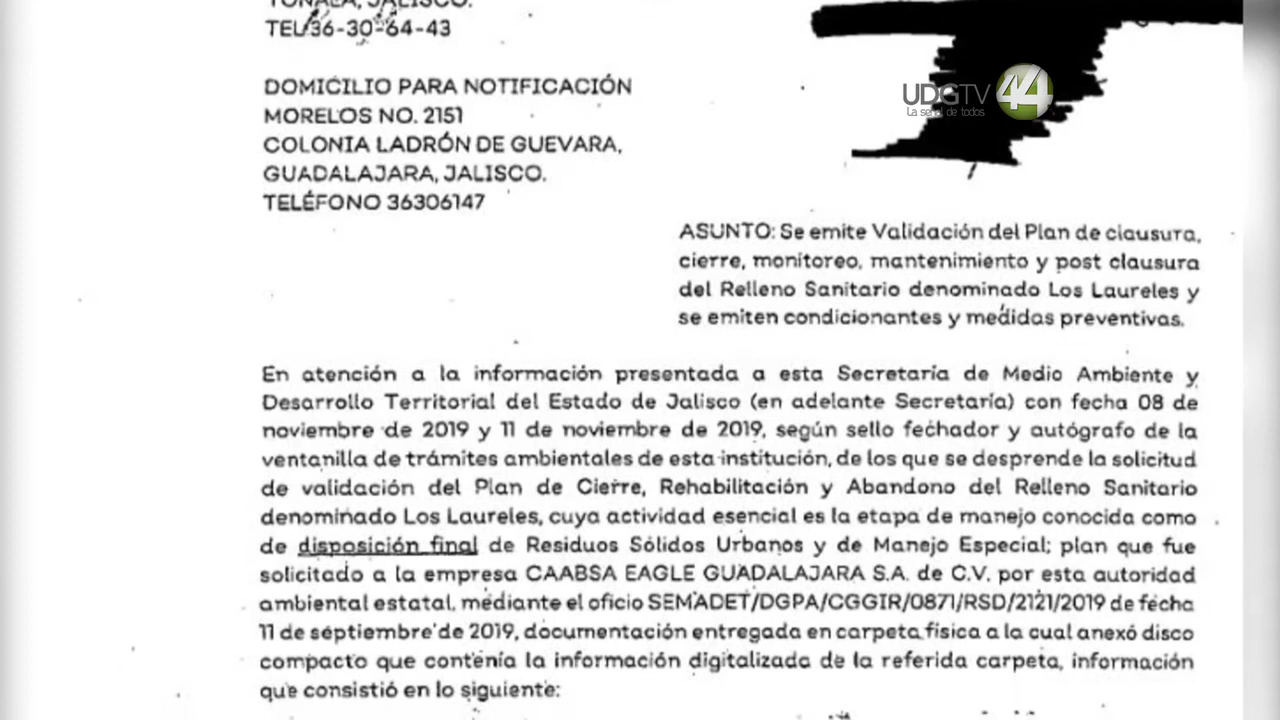 TONALÁ, JALISCO.
TEL 36-30-64-43
DOMICILIO PARA NOTIFICACIÓN
MORELOS NO. 2151
COLONIA LADRÓN DE GUEVARA,
GUADALAJARA, JALISCO.
TELÉFONO 36306147
UDGTV 44
La señal de todos
ASUNTO: Se emite Validación del Plan de clausura,
cierre, monitoreo, mantenimiento y post clausura
del Relleno Sanitario denominado Los Laureles y
se emiten condicionantes y medidas preventivas.
En atención a la información presentada a esta Secretaría de Medio Ambiente y
Desarrollo Territorial del Estado de Jalisco (en adelante Secretaría) con fecha 08 de
noviembre de 2019 y 11 de noviembre de 2019, según sello fechador y autógrafo de la
ventanilla de trámites ambientales de esta institución, de los que se desprende la solicitud
de validación del Plan de Cierre, Rehabilitación y Abandono del Relleno Sanitario
denominado Los Laureles, cuya actividad esencial es la etapa de manejo conocida como
de disposición final de Residuos Sólidos Urbanos y de Manejo Especial; plan que fue
solicitado a la empresa CAABSA EAGLE GUADALAJARA S.A. de C.V. por esta autoridad
ambiental estatal, mediante el oficio SEMADET/DGPA/CGGIR/0871/RSD/2121/2019 de fecha
11 de septiembre de 2019, documentación entregada en carpeta física a la cual anexó disco
compacto que contenía la información digitalizada de la referida carpeta, información
que consistió en lo siguiente: